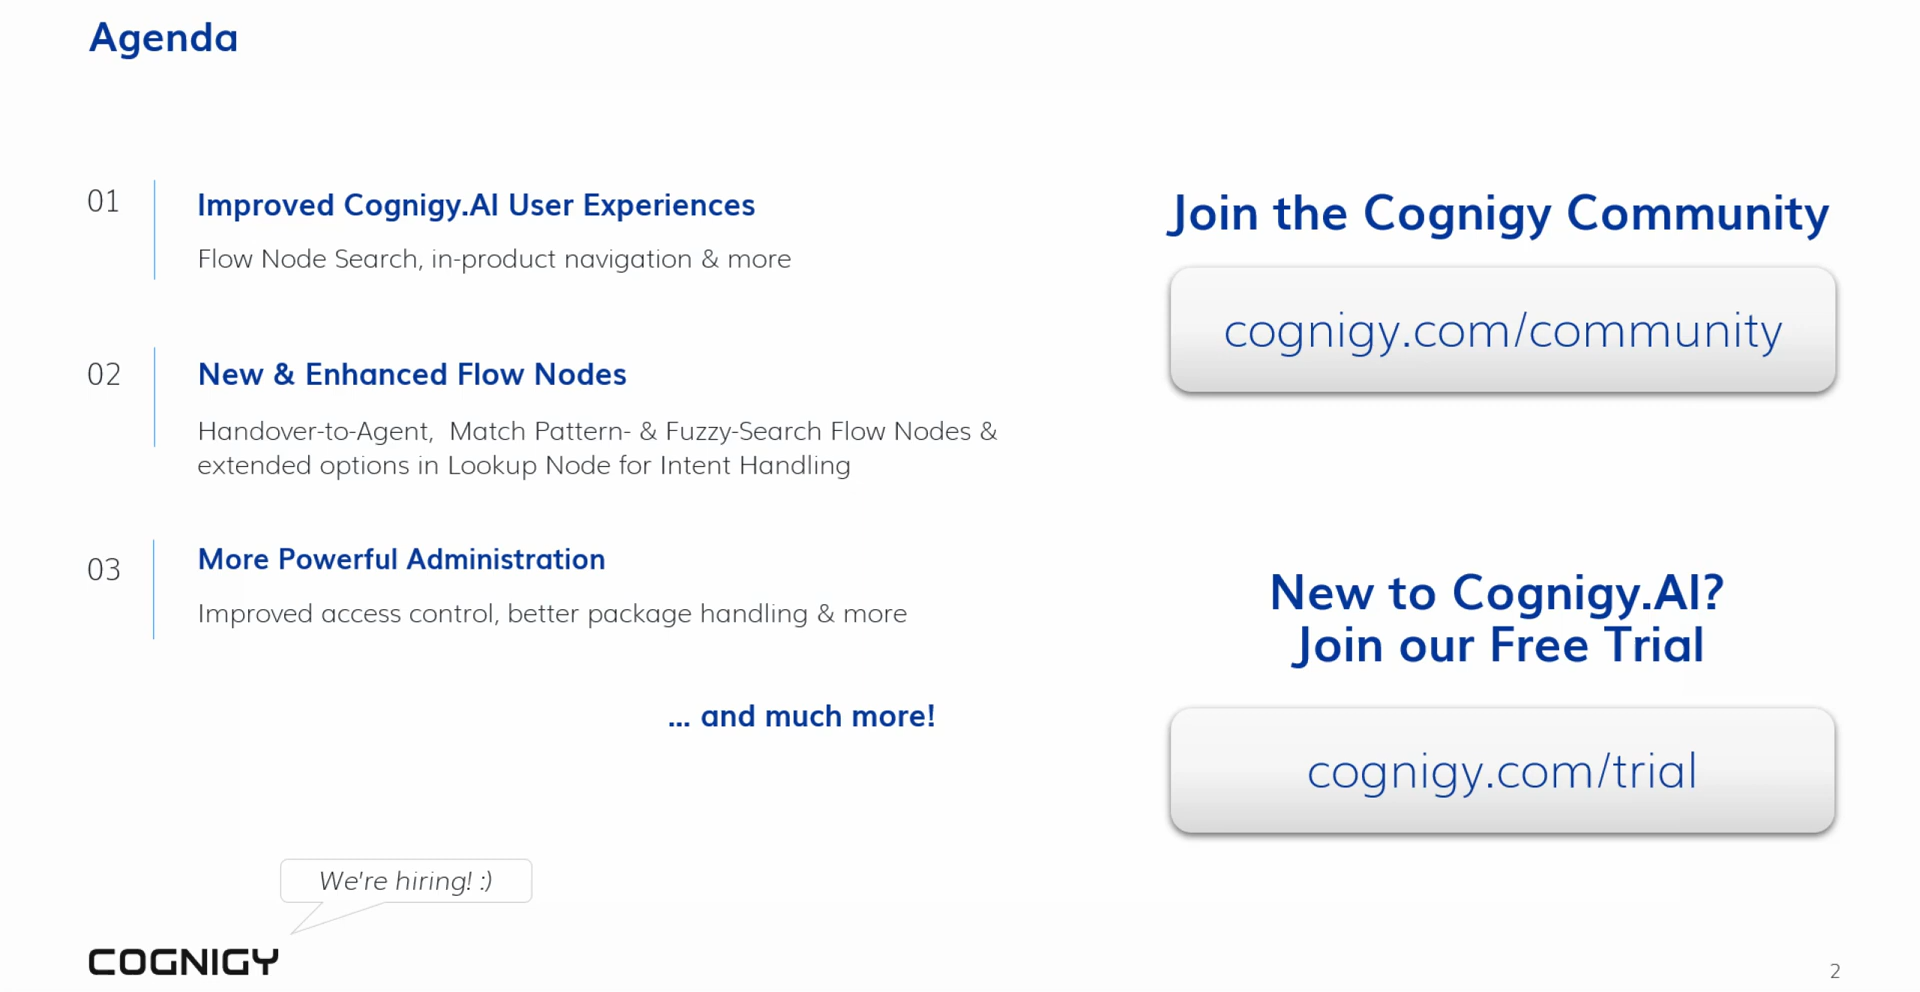 Agenda
01
Improved Cognigy.AI User Experiences
Flow Node Search, in-product navigation & more
02
New & Enhanced Flow Nodes
Handover-to-Agent,  Match Pattern- & Fuzzy-Search Flow Nodes &
extended options in Lookup Node for Intent Handling
03
More Powerful Administration
Improved access control, better package handling & more
... and much more!
Join the Cognigy Community
cognigy.com/community
New to Cognigy.AI?
Join our Free Trial
cognigy.com/trial
We're hiring! :)
COGNIGY
2